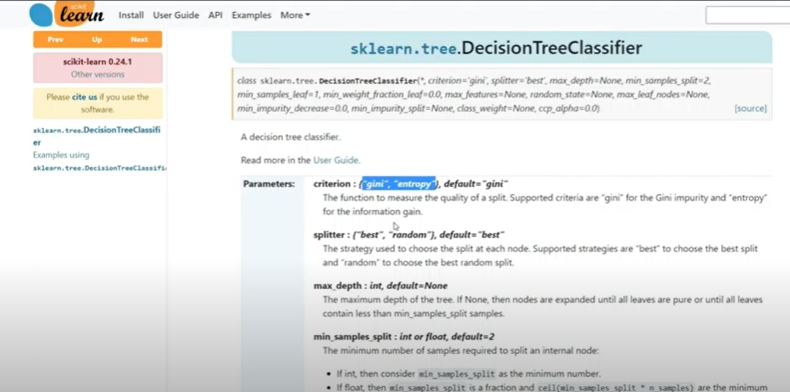 scikit
learn
Install User Guide API Examples More
Prev Up Next
scikit-learn 0.24.1
Other versions
Please cite us if you use the
software.
sklearn.tree.DecisionTreeClassifi
er
Examples using
sklearn.tree.DecisionTreeClassifie
sklearn.tree.DecisionTreeClassifier
class sklearn.tree.DecisionTreeClassifier(*, criterion='gini', splitter='best', max_depth=None, min_samples_split=2,
min_samples_leaf=1, min_weight_fraction_leaf=0.0, max_features=None, random_state=None, max_leaf_nodes=None,
min_impurity_decrease=0.0, min_impurity_split=None, class_weight=None, ccp_alpha=0.0) [source]
A decision tree classifier.
Read more in the User Guide.
Parameters: criterion : {"gini", "entropy"}, default="gini"
The function to measure the quality of a split. Supported criteria are "gini" for the Gini impurity and "entropy"
for the information gain.
splitter : {"best", "random"}, default="best"
The strategy used to choose the split at each node. Supported strategies are "best" to choose the best split
and "random" to choose the best random split.
max_depth : int, default=None
The maximum depth of the tree. If None, then nodes are expanded until all leaves are pure or until all leaves
contain less than min_samples_split samples.
min_samples_split : int or float, default=2
The minimum number of samples required to split an internal node:
• If int, then consider min_samples_split as the minimum number.
• If float, then min_samples_split is a fraction and ceil(min_samples_split * n_samples) are the minimum